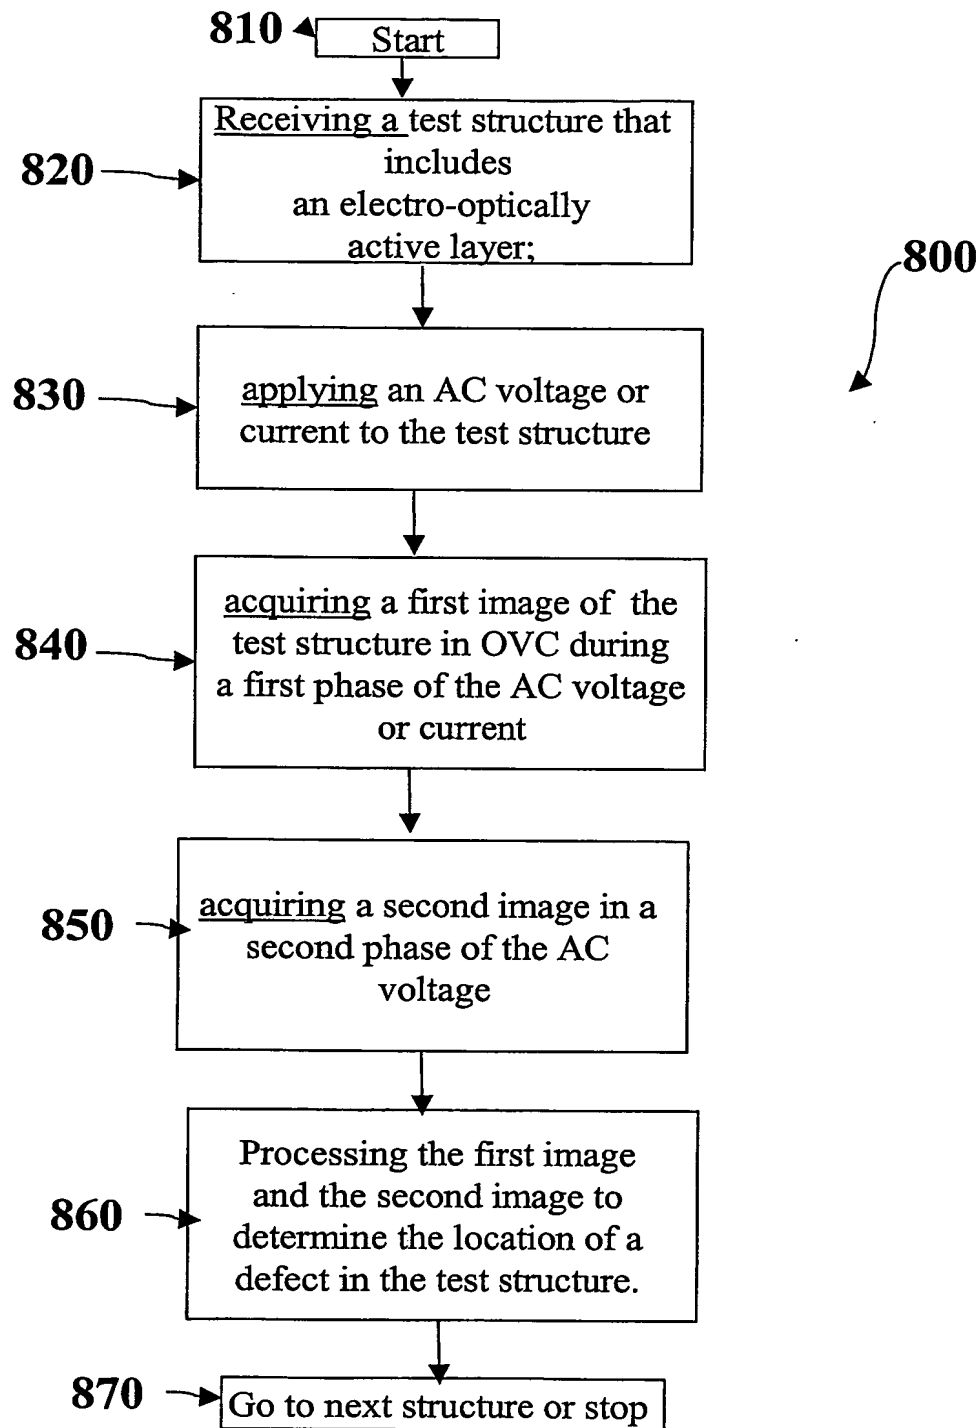 810
Start
820
Receiving a test structure that
includes
an electro-optically
active layer;
800
830
applying an AC voltage or
current to the test structure
840
acquiring a first image of the
test structure in OVC during
a first phase of the AC voltage
or current
850
acquiring a second image in a
second phase of the AC
voltage
860
Processing the first image
and the second image to
determine the location of a
defect in the test structure.
870
Go to next structure or stop